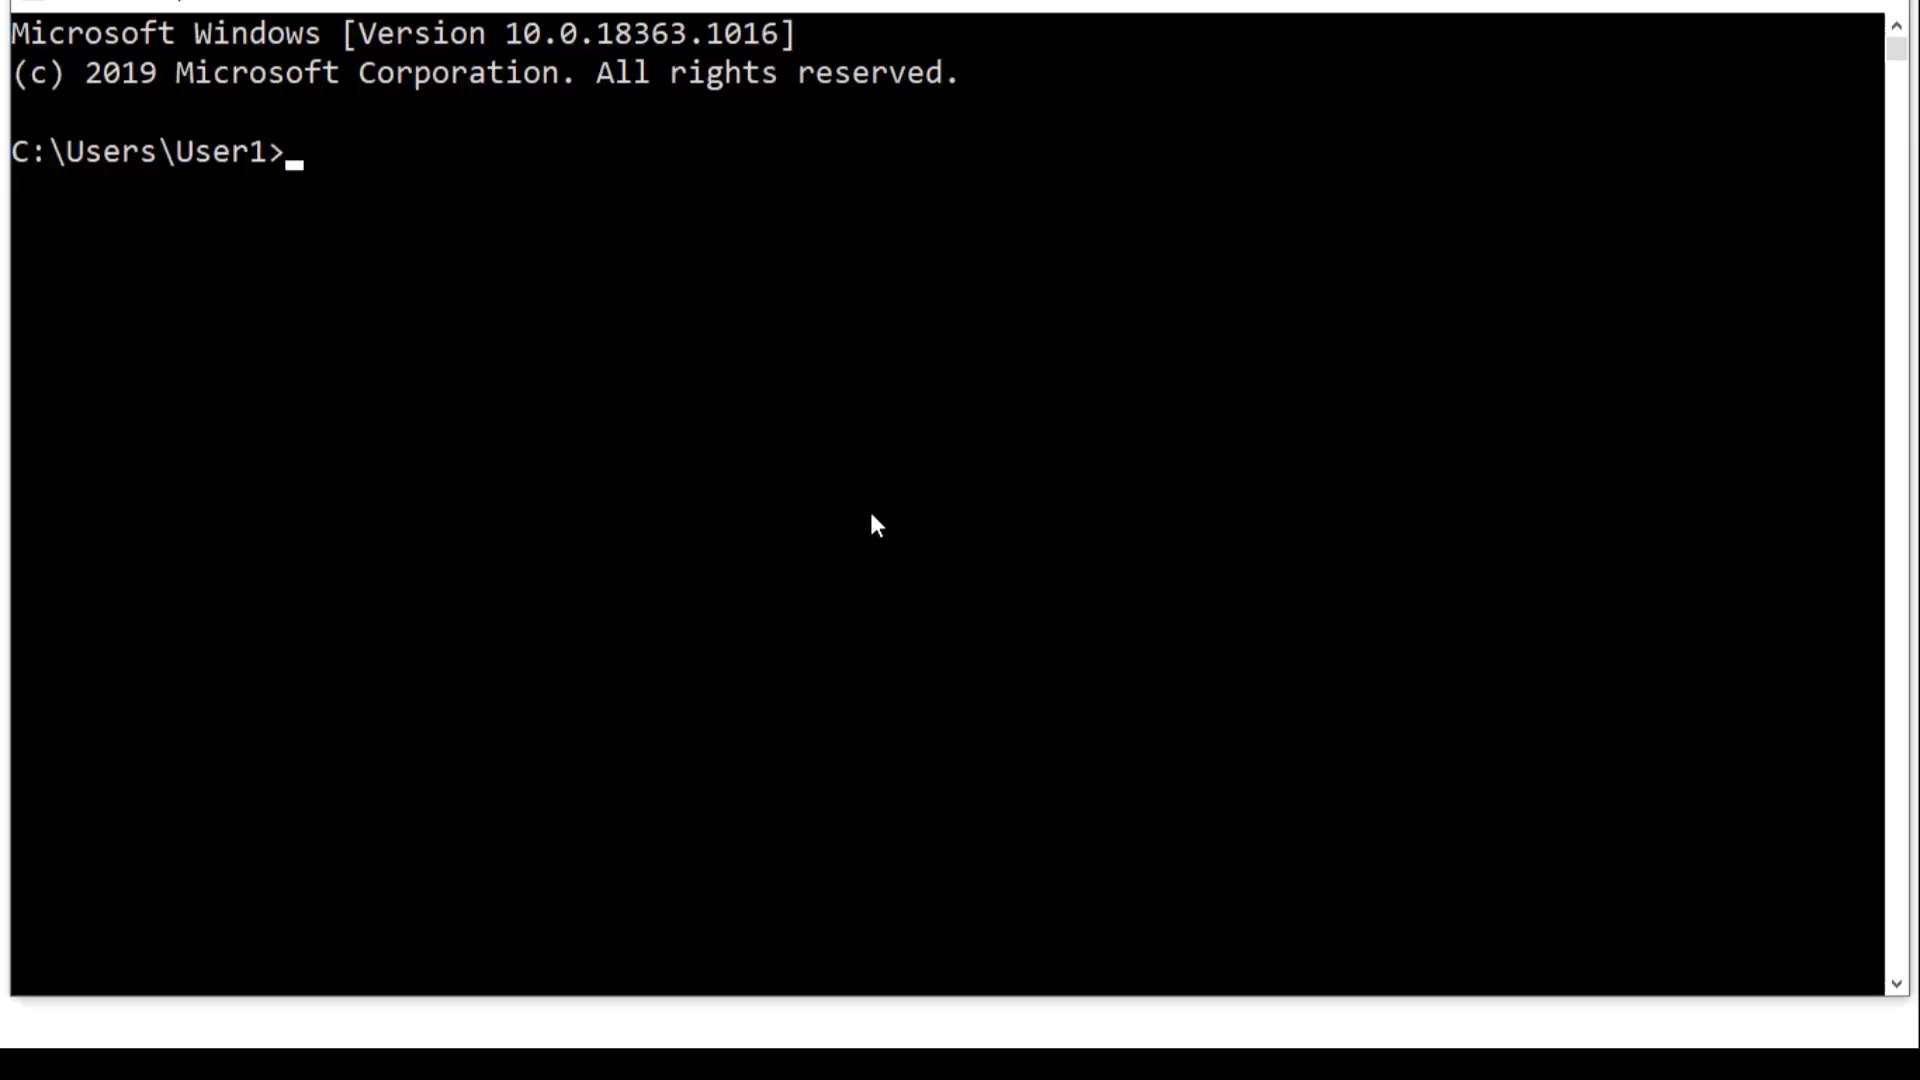 Microsoft Windows [Version 10.0.18363.1016]
(c) 2019 Microsoft Corporation. All rights reserved.
C:\Users\User1>